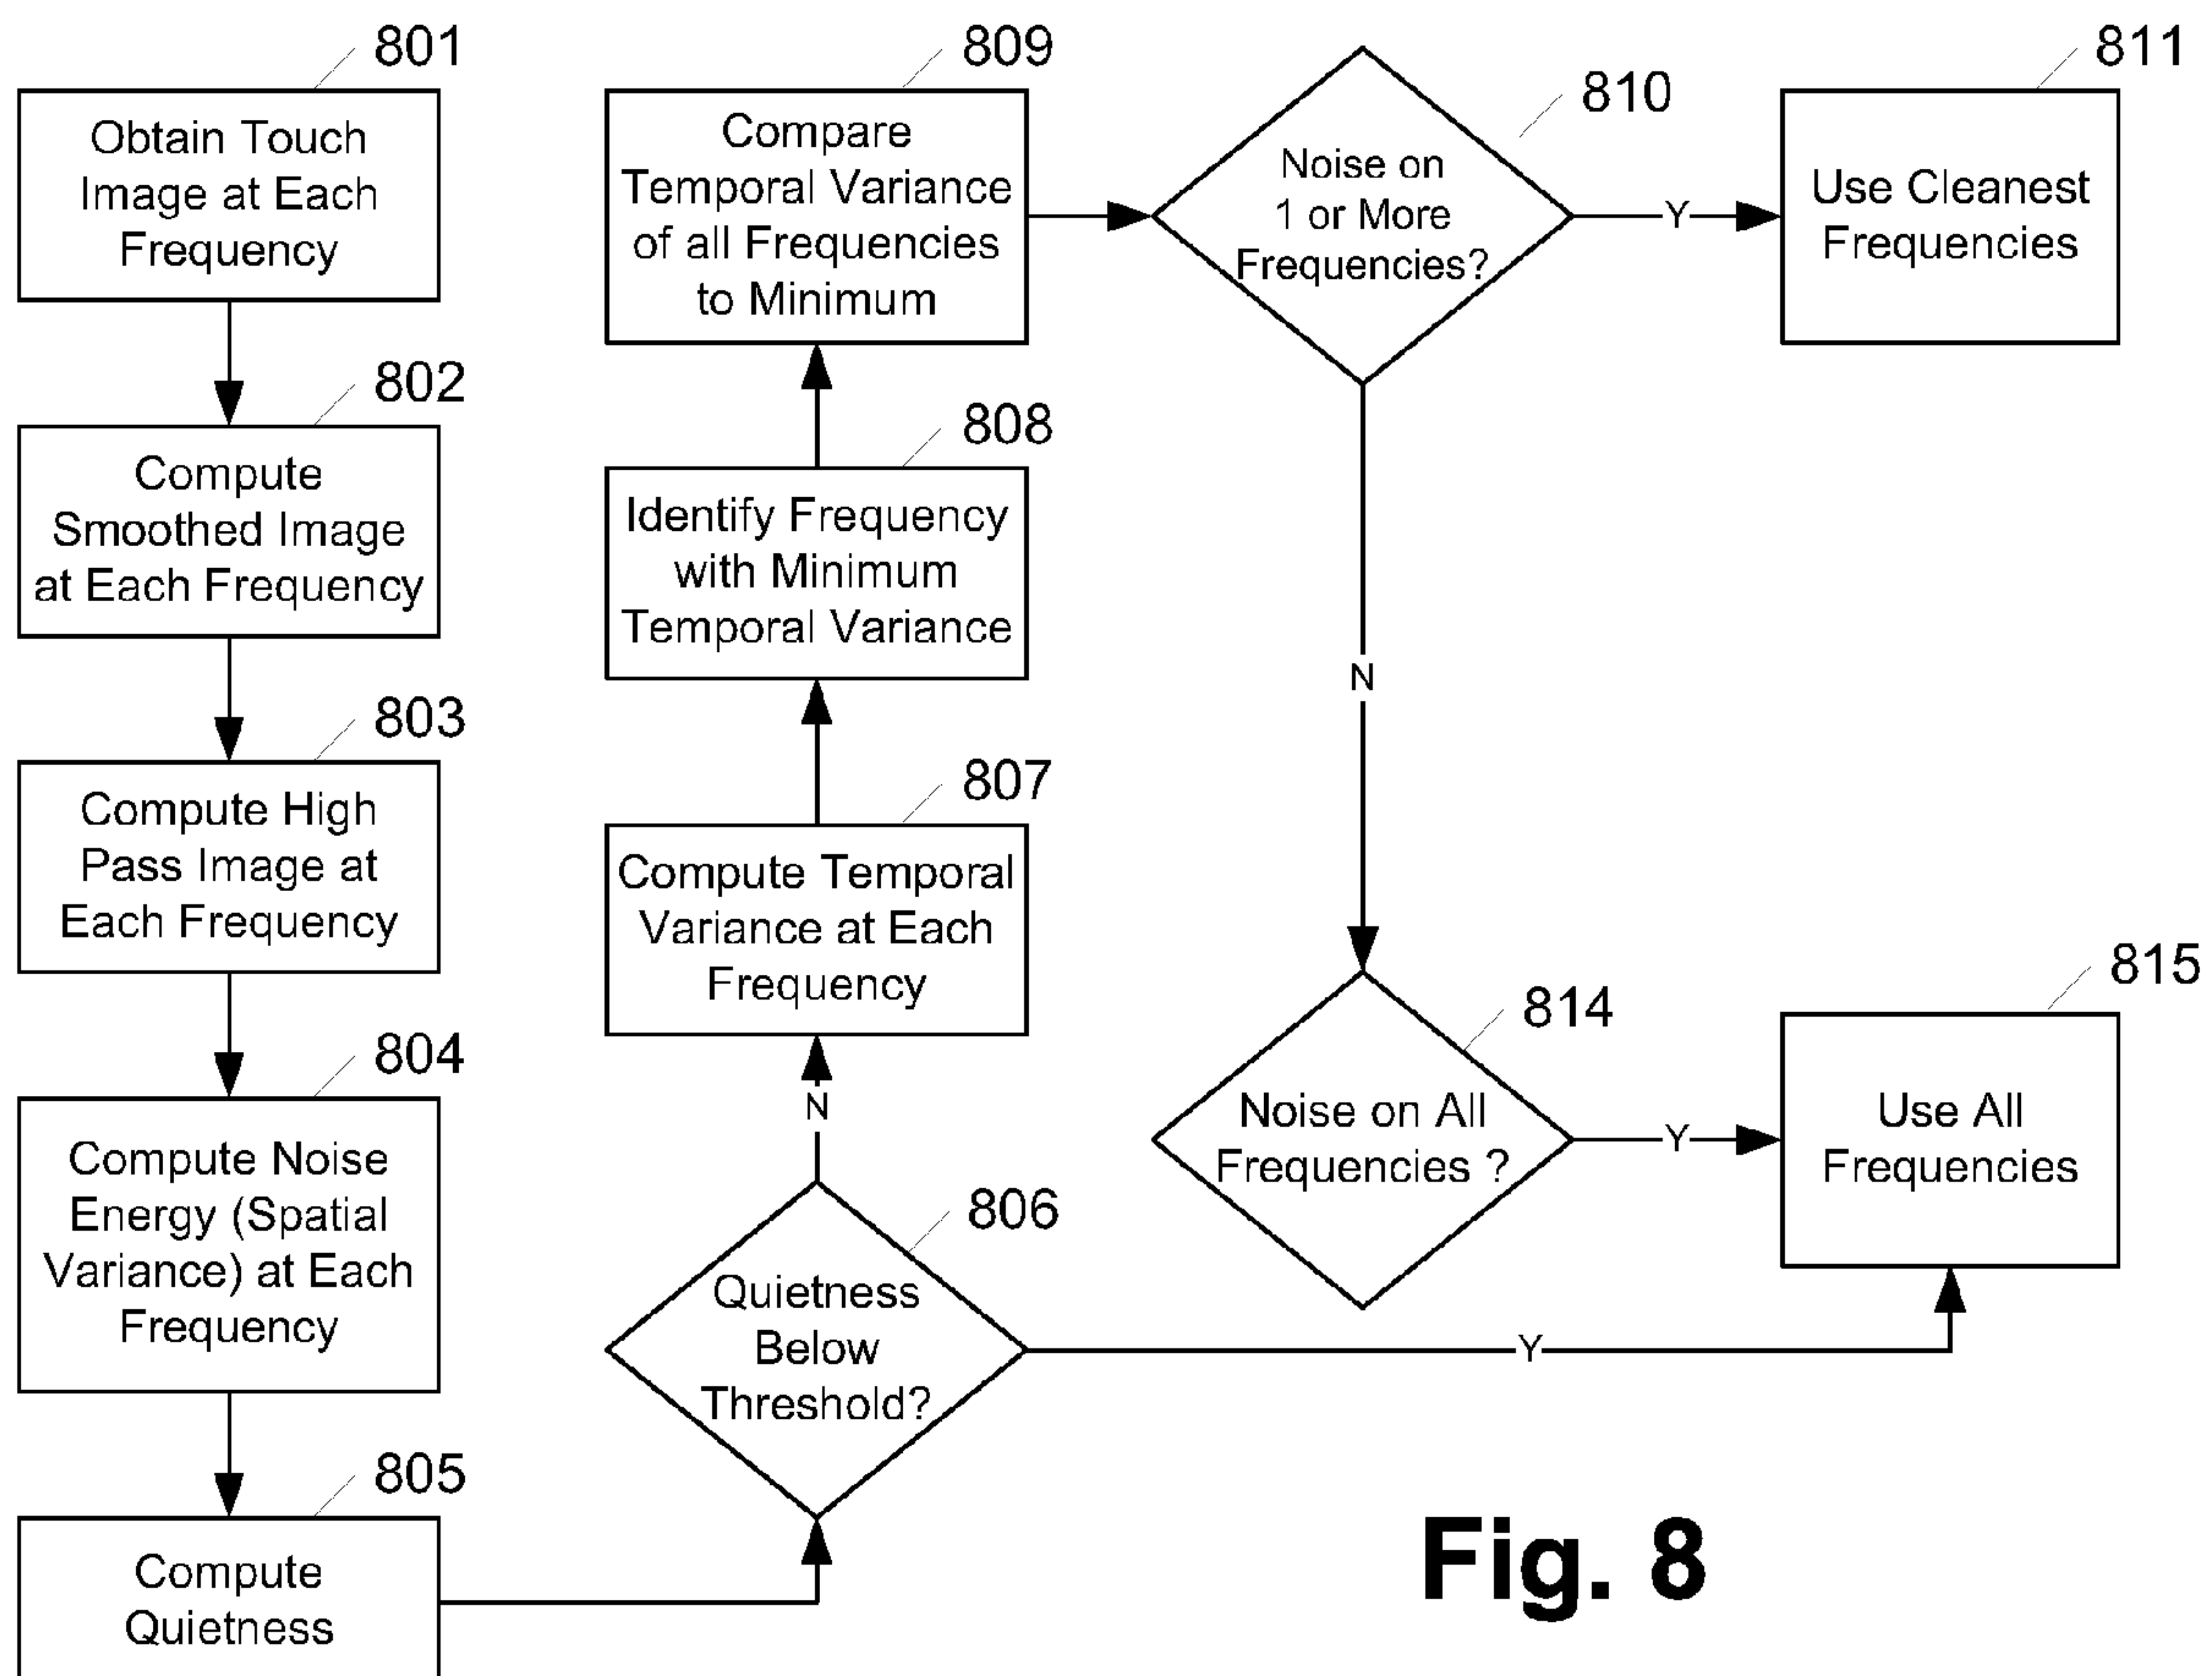 801
Obtain Touch
Image at Each
Frequency
802
Compute
Smoothed Image
at Each Frequency
803
Compute High
Pass Image at
Each Frequency
804
Compute Noise
Energy (Spatial
Variance) at Each
Frequency
805
Compute
Quietness
806
Quietness
Below
Threshold?
N
Y
807
Compute Temporal
Variance at Each
Frequency
808
Identify Frequency
with Minimum
Temporal Variance
809
Compare
Temporal Variance
of all Frequencies
to Minimum
810
Noise on
1 or More
Frequencies?
Y
N
811
Use Cleanest
Frequencies
814
Noise on All
Frequencies ?
Y
815
Use All
Frequencies
Fig. 8